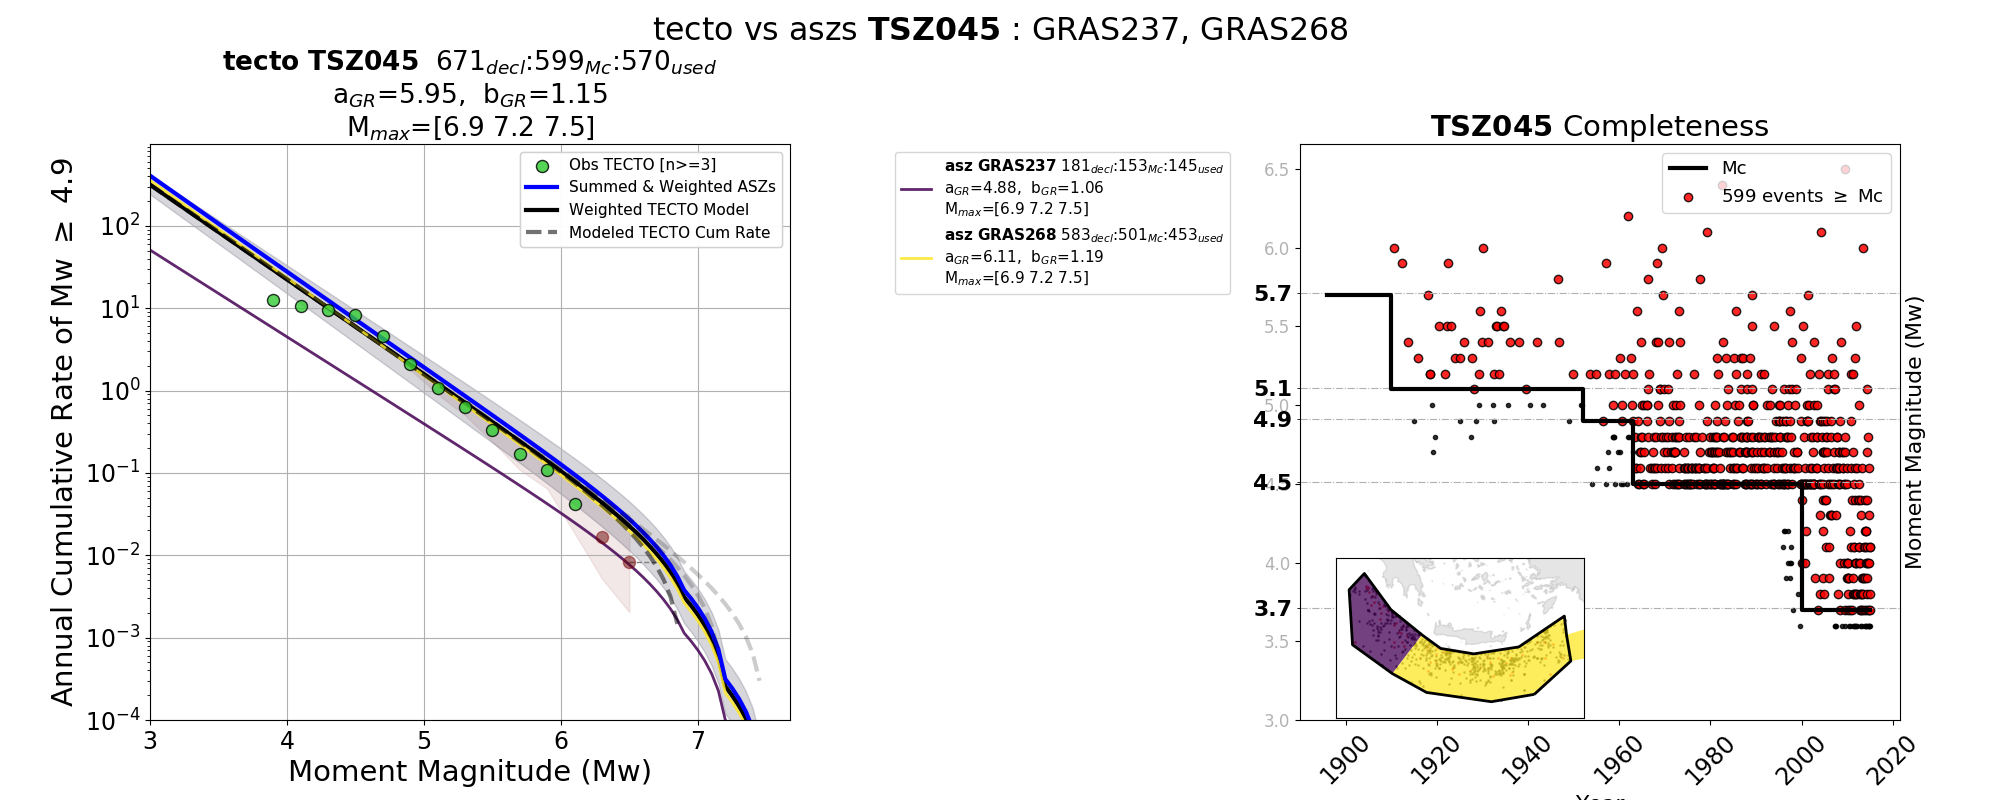 tecto vs aszs TSZ045 : GRAS237, GRAS268
tecto TSZ045 671decl:599Mc:570used
aGR=5.95, bGR=1.15
Mmax=[6.9 7.2 7.5]
Annual Cumulative Rate of Mw ≥ 4.9
10²
10¹
10⁰
10⁻¹
10⁻²
10⁻³
10⁻⁴
3 4 5 6 7
Moment Magnitude (Mw)
Obs TECTO [n>=3]
Summed & Weighted ASZs
Weighted TECTO Model
Modeled TECTO Cum Rate
asz GRAS237 181decl:153Mc:145used
aGR=4.88, bGR=1.06
Mmax=[6.9 7.2 7.5]
asz GRAS268 583decl:501Mc:453used
aGR=6.11, bGR=1.19
Mmax=[6.9 7.2 7.5]
TSZ045 Completeness
Mc
599 events ≥ Mc
6.5
6.0
5.7
5.5
5.1
5.0
4.9
4.5
4.0
3.7
3.5
3.0
1900 1920 1940 1960 1980 2000 2020
Year
Moment Magnitude (Mw)